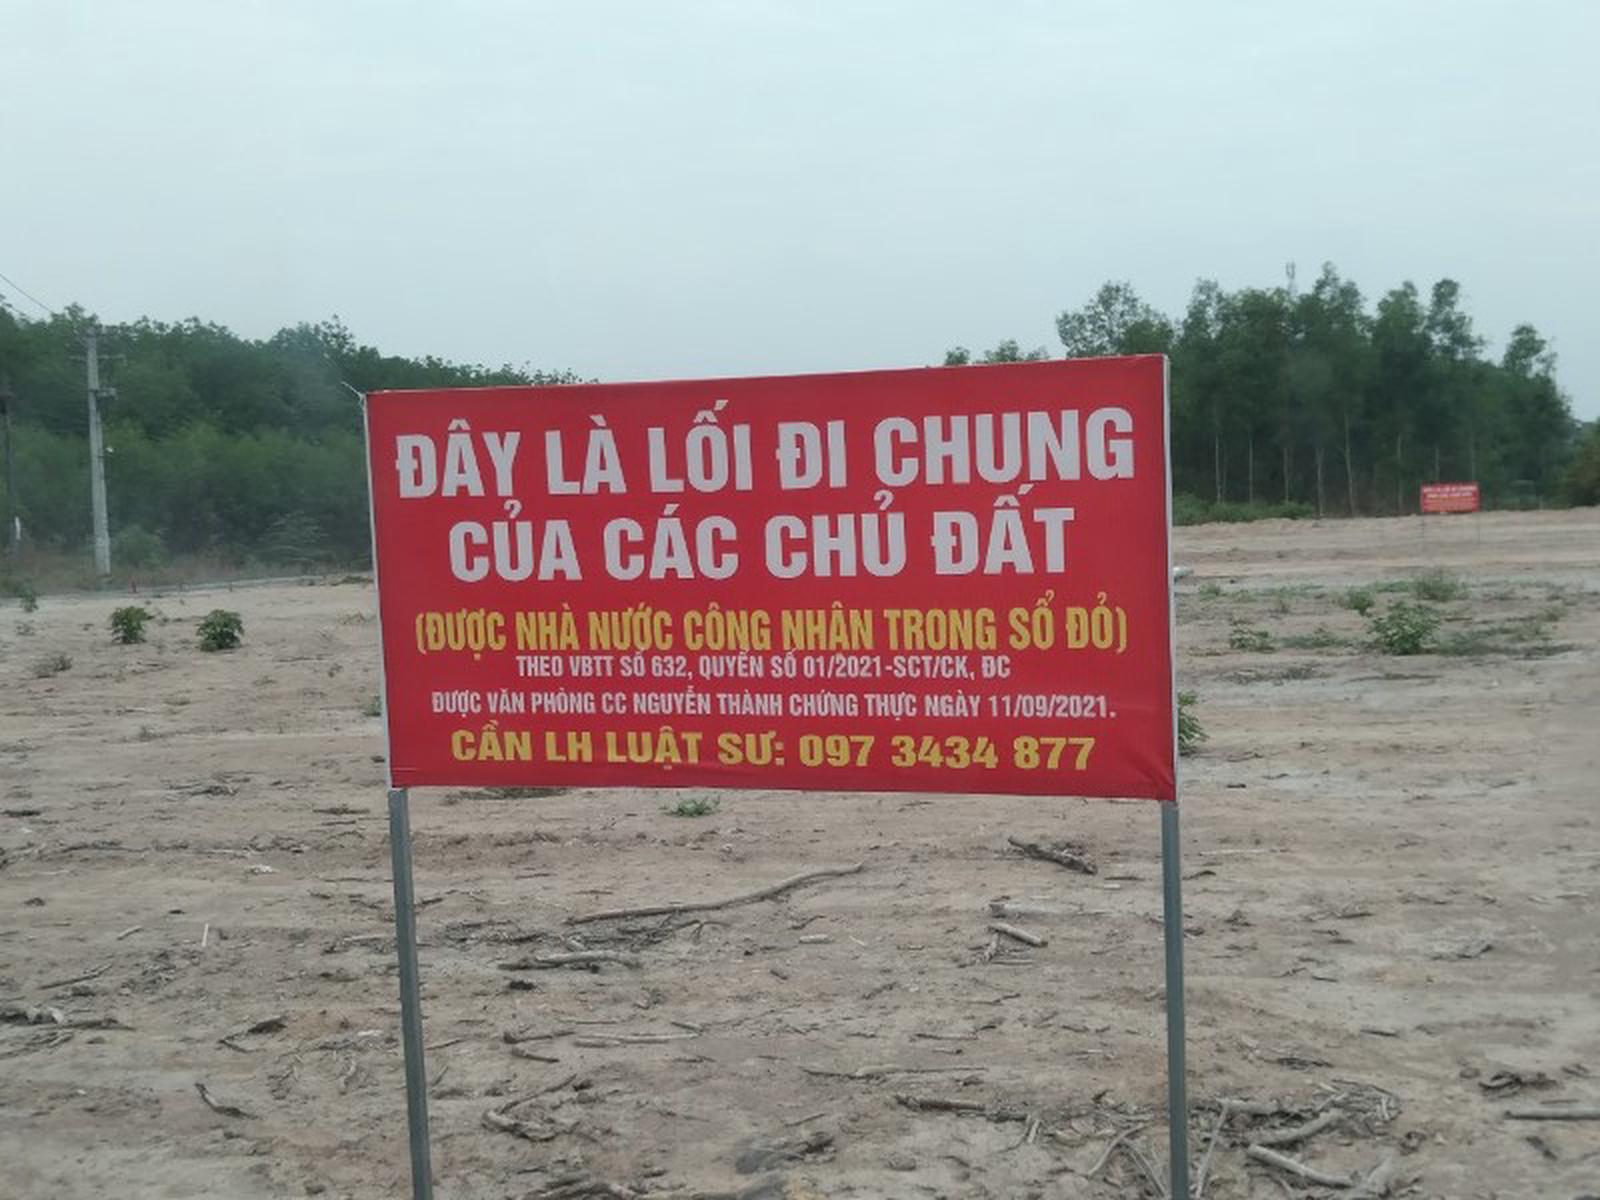 ĐÂY LÀ LỐI ĐI CHUNG
CỦA CÁC CHỦ ĐẤT
(ĐƯỢC NHÀ NƯỚC CÔNG NHÂN TRONG SỔ ĐỎ)
THEO VBTT SỐ 632, QUYỂN SỐ 01/2021-SCT/CK, ĐC
ĐƯỢC VĂN PHÒNG CC NGUYỄN THÀNH CHỨNG THỰC NGÀY 11/09/2021.
CẦN LH LUẬT SƯ: 097 3434 877